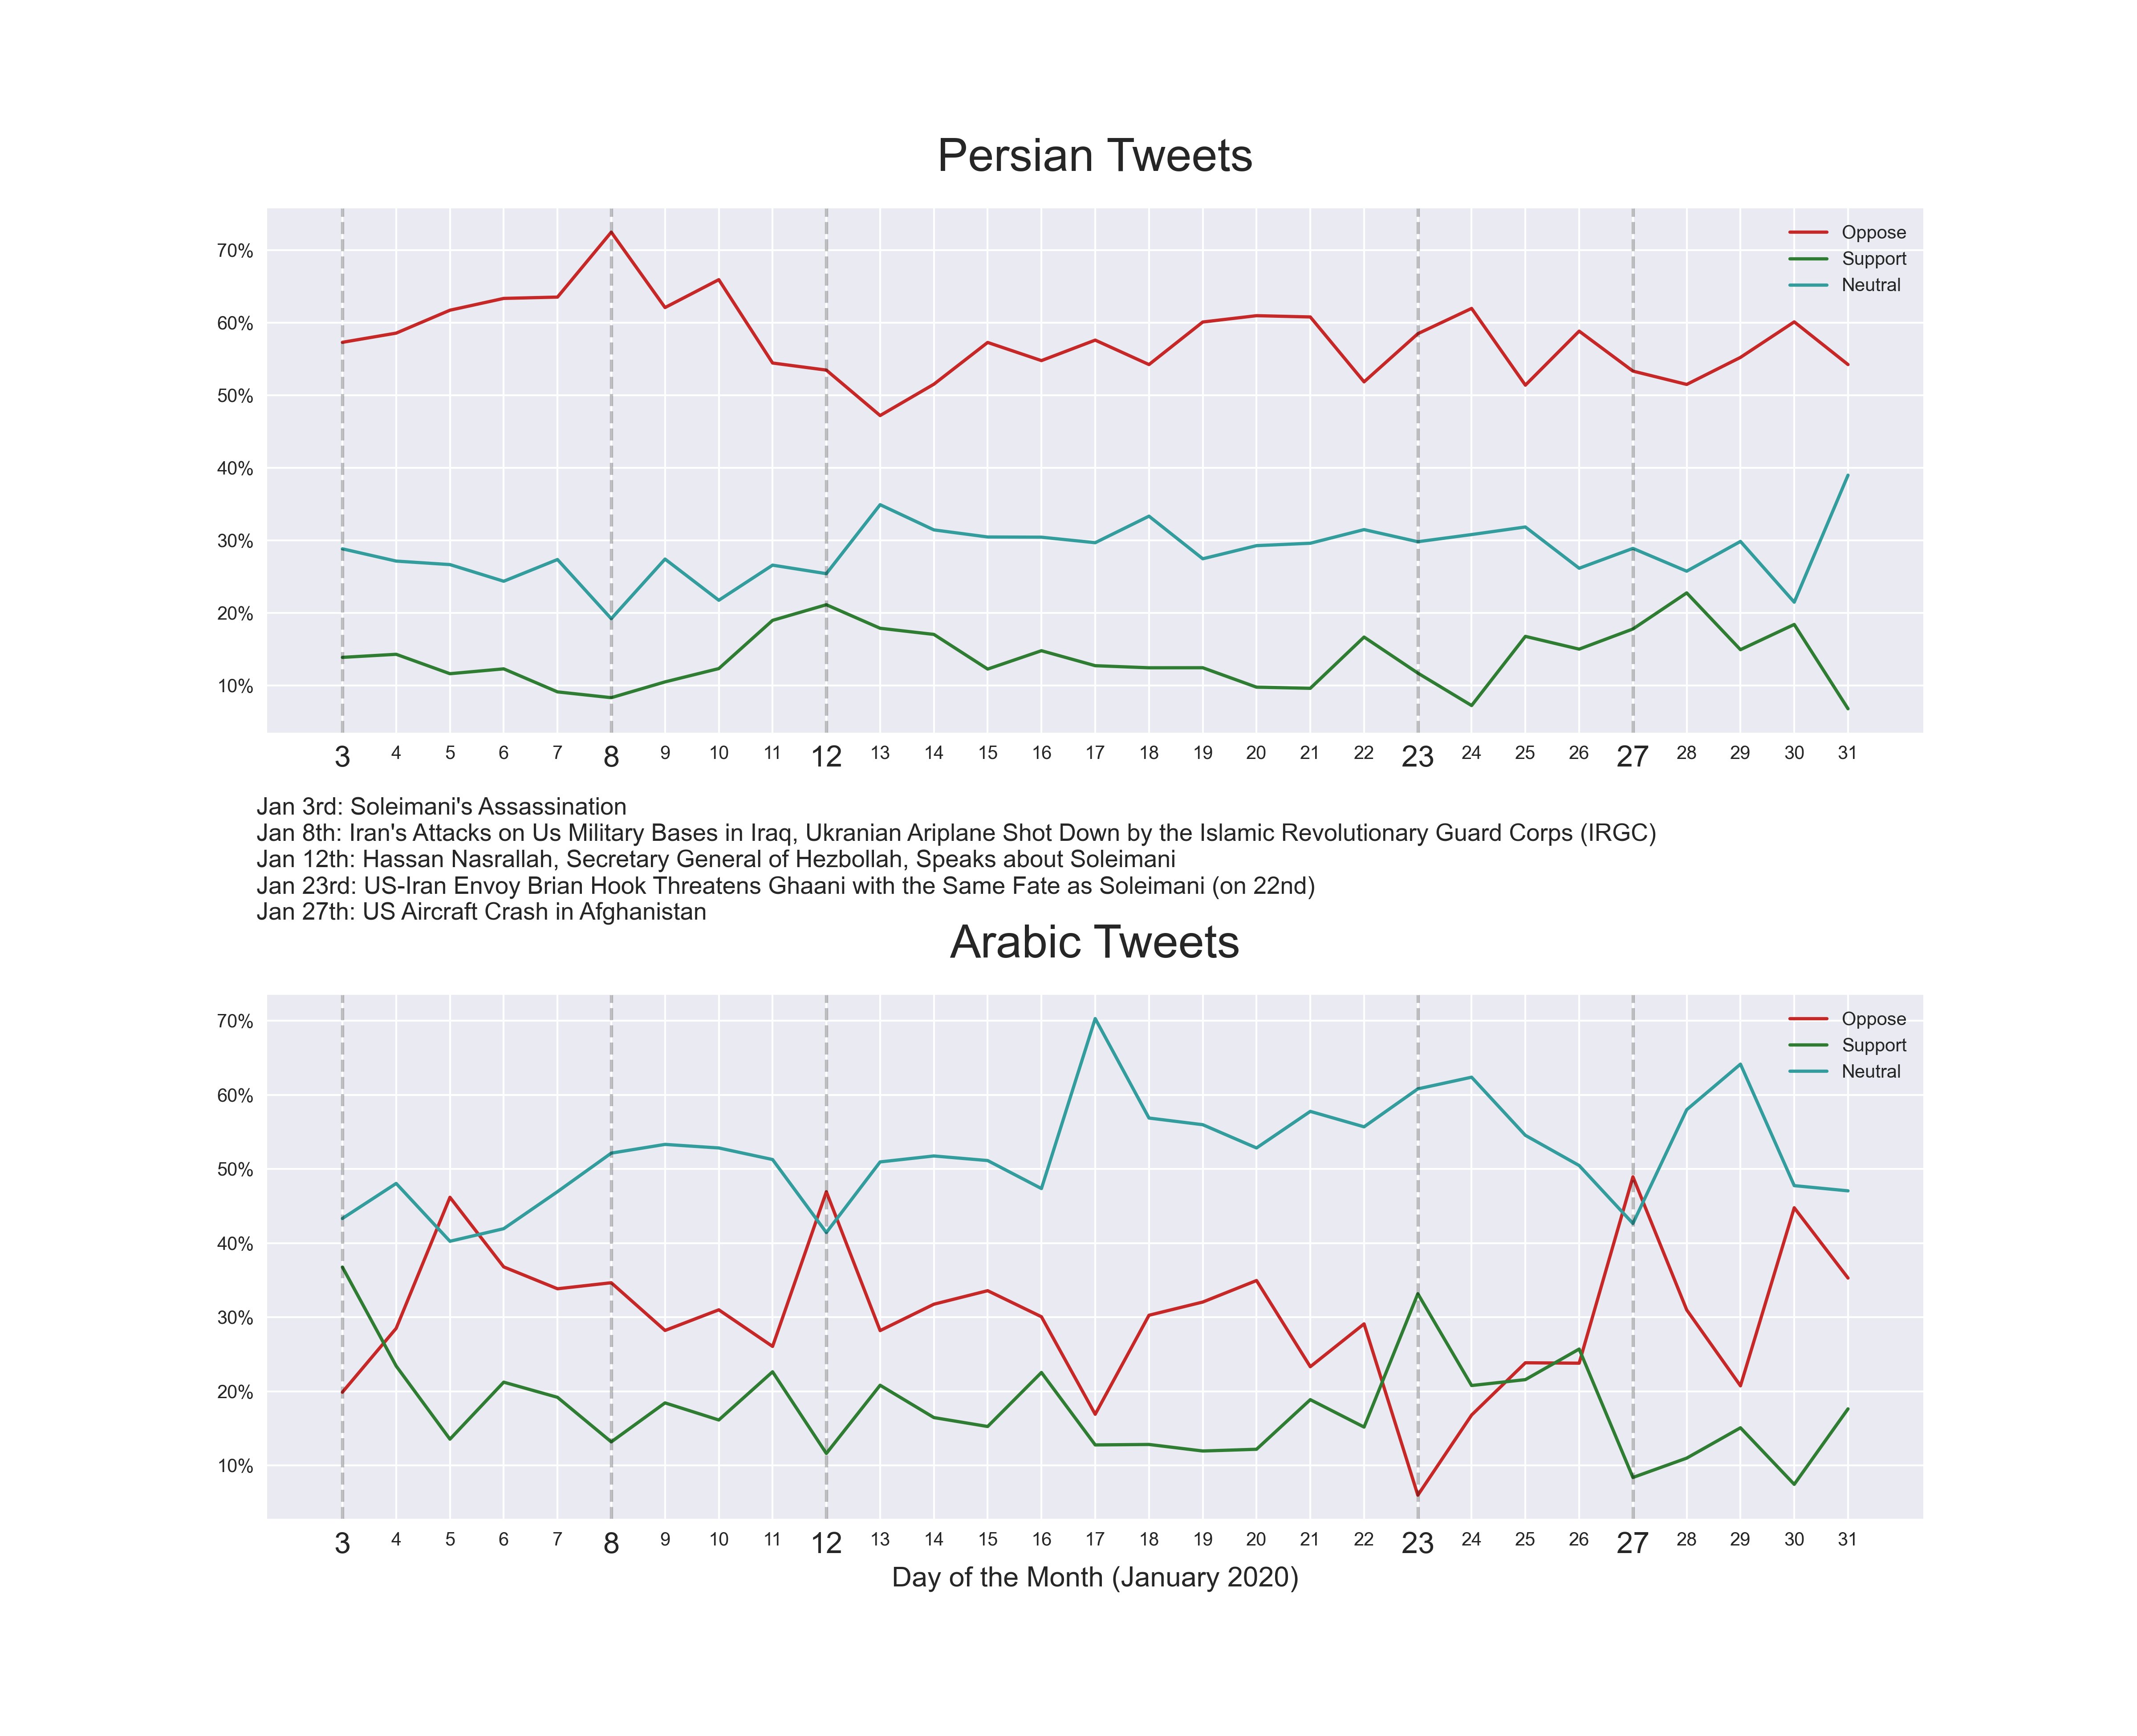 Persian Tweets
Oppose
Support
Neutral
70%
60%
50%
40%
30%
20%
10%
3 4 5 6 7 8 9 10 11 12 13 14 15 16 17 18 19 20 21 22 23 24 25 26 27 28 29 30 31
Jan 3rd: Soleimani's Assassination
Jan 8th: Iran's Attacks on Us Military Bases in Iraq, Ukranian Ariplane Shot Down by the Islamic Revolutionary Guard Corps (IRGC)
Jan 12th: Hassan Nasrallah, Secretary General of Hezbollah, Speaks about Soleimani
Jan 23rd: US-Iran Envoy Brian Hook Threatens Ghaani with the Same Fate as Soleimani (on 22nd)
Jan 27th: US Aircraft Crash in Afghanistan
Arabic Tweets
Oppose
Support
Neutral
70%
60%
50%
40%
30%
20%
10%
3 4 5 6 7 8 9 10 11 12 13 14 15 16 17 18 19 20 21 22 23 24 25 26 27 28 29 30 31
Day of the Month (January 2020)